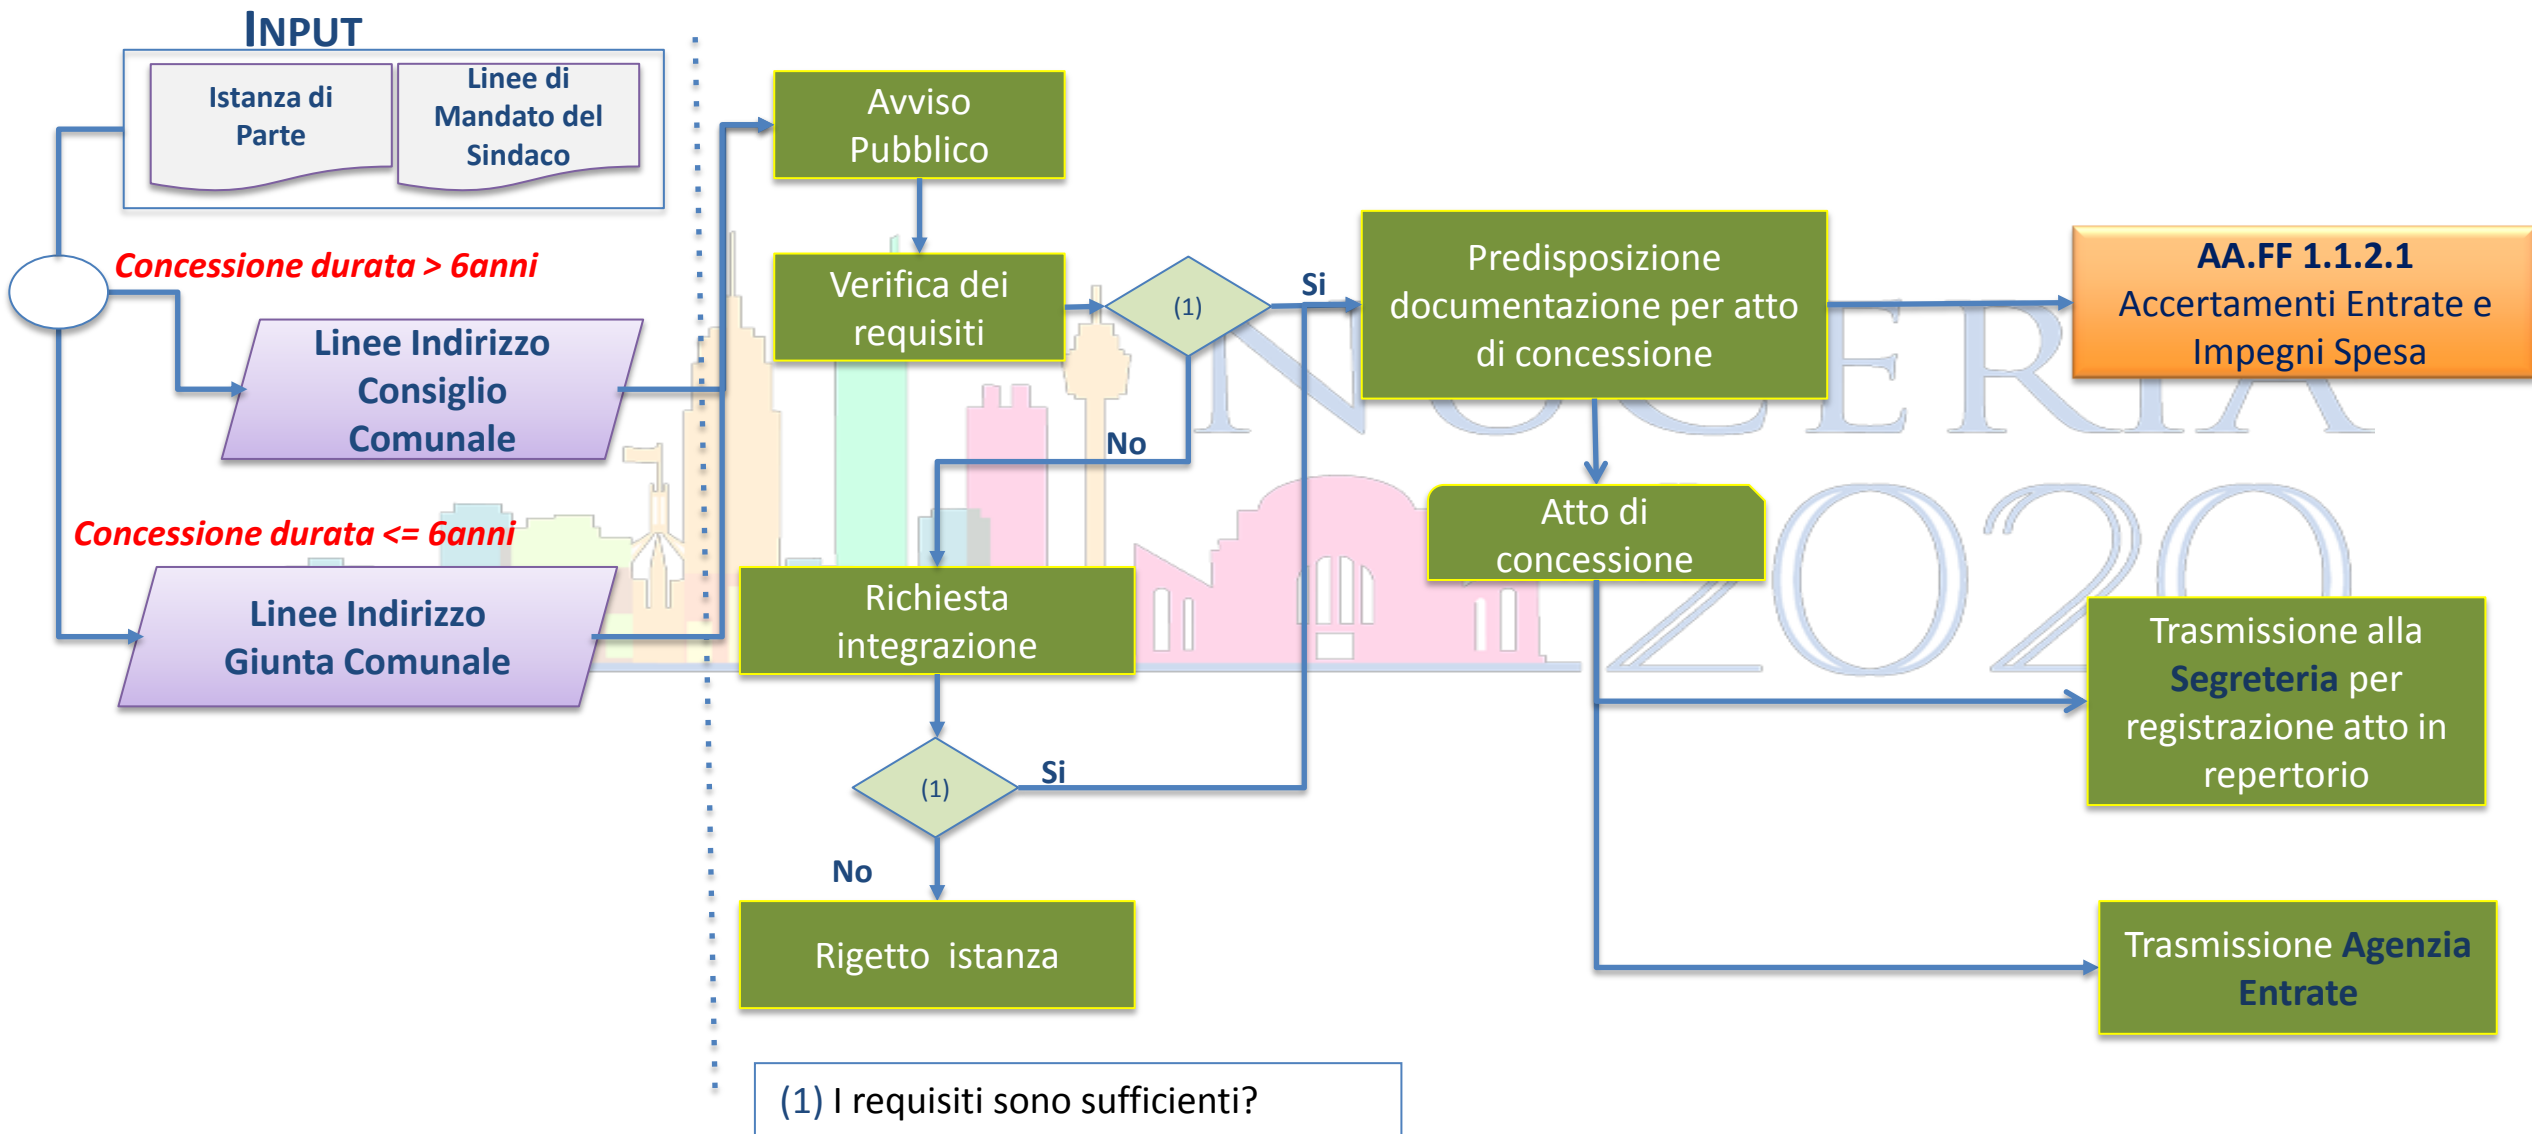 INPUT
Istanza di
Parte
Linee di
Mandato del
Sindaco
Concessione durata > 6anni
Linee Indirizzo
Consiglio
Comunale
Concessione durata <= 6anni
Linee Indirizzo
Giunta Comunale
Avviso
Pubblico
Verifica dei
requisiti
(1)
Si
No
Richiesta
integrazione
(1)
Si
No
Rigetto istanza
Predisposizione
documentazione per atto
di concessione
AA.FF 1.1.2.1
Accertamenti Entrate e
Impegni Spesa
Atto di
concessione
Trasmissione alla
Segreteria per
registrazione atto in
repertorio
Trasmissione Agenzia
Entrate
NOCERIA
2020
(1) I requisiti sono sufficienti?